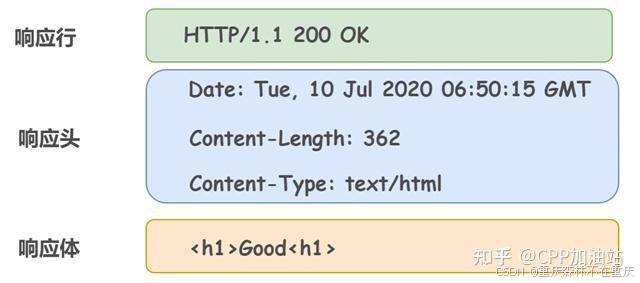 响应行
HTTP/1.1 200 OK
响应头
Date: Tue, 10 Jul 2020 06:50:15 GMT
Content-Length: 362
Content-Type: text/html
响应体
<h1>Good<h1>
知乎 @CPP加油站
CSDN @重庆森林不在重庆